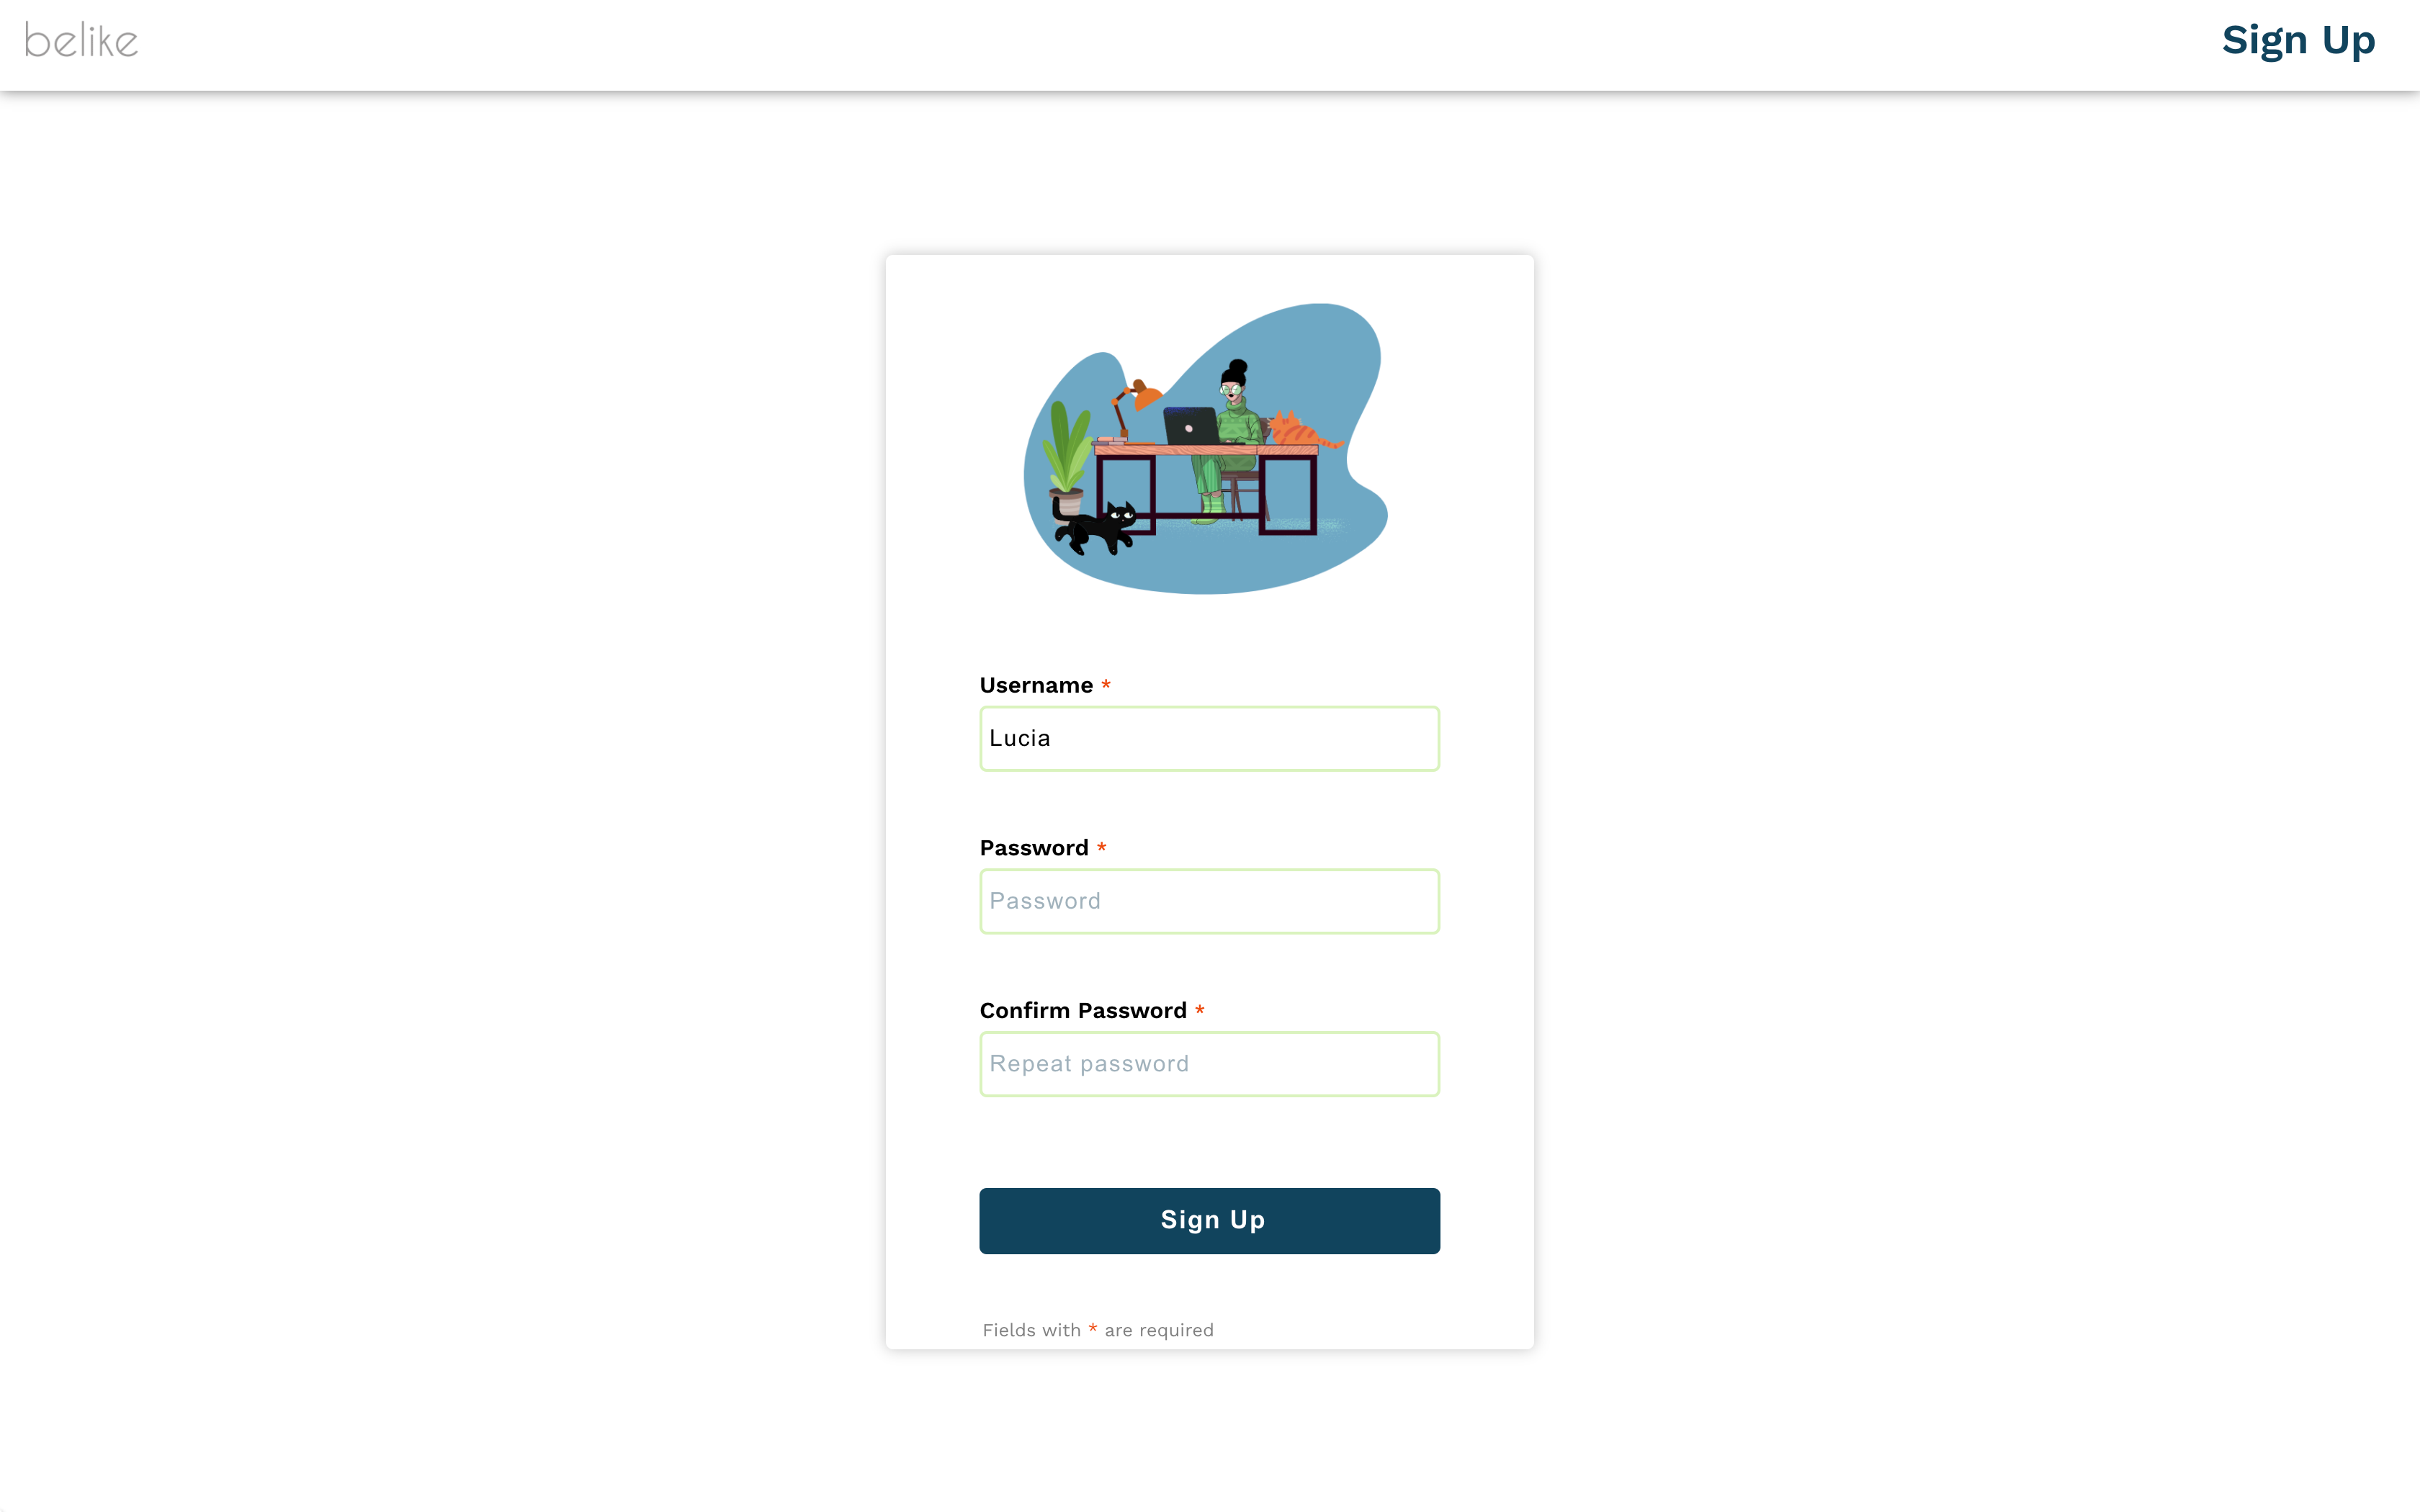 belike
Sign Up
Username *
Lucia
Password *
Password
Confirm Password *
Repeat password
Sign Up
Fields with * are required